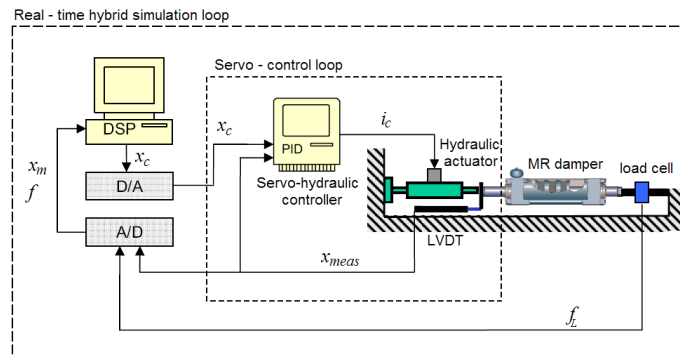 Real - time hybrid simulation loop
Servo - control loop
DSP
x_c
D/A
x_m
f
A/D
x_c
PID
Servo-hydraulic
controller
i_c
Hydraulic
actuator
MR damper
load cell
LVDT
x_meas
f_L